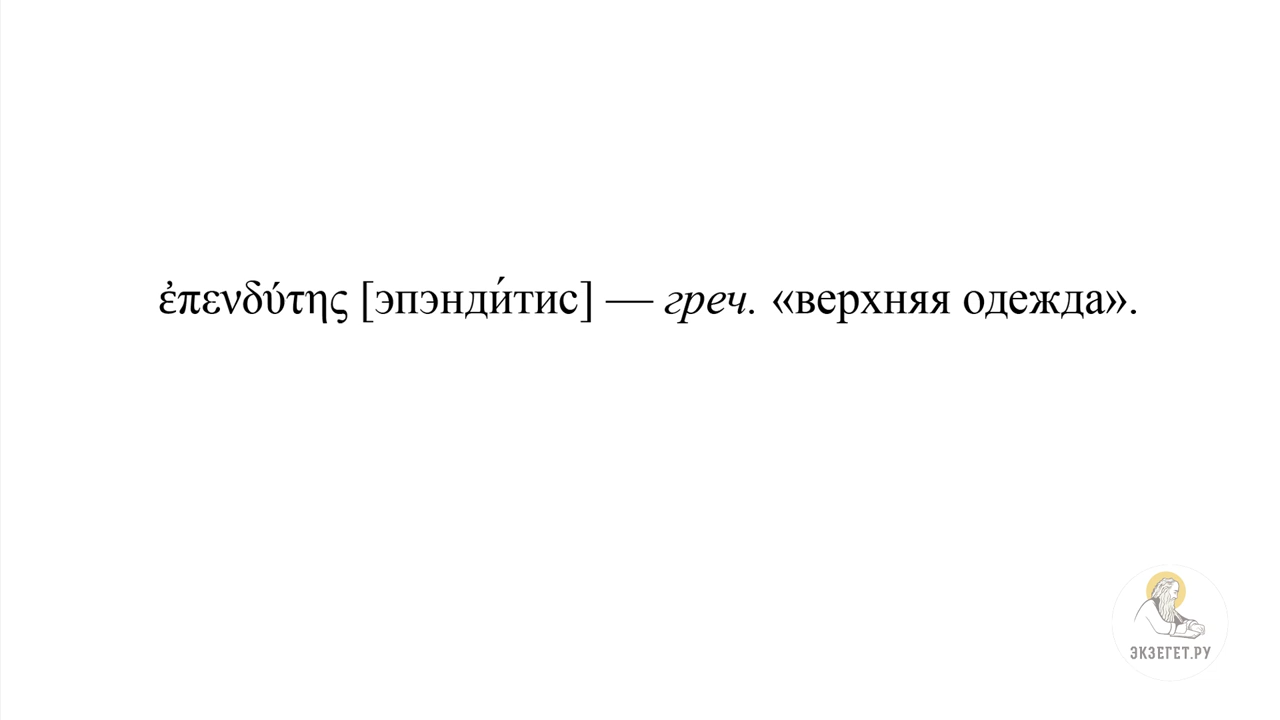 ἐπενδύτης [эпэнди́тис] — греч. «верхняя одежда».
ЭКЗЕГЕТ.РУ